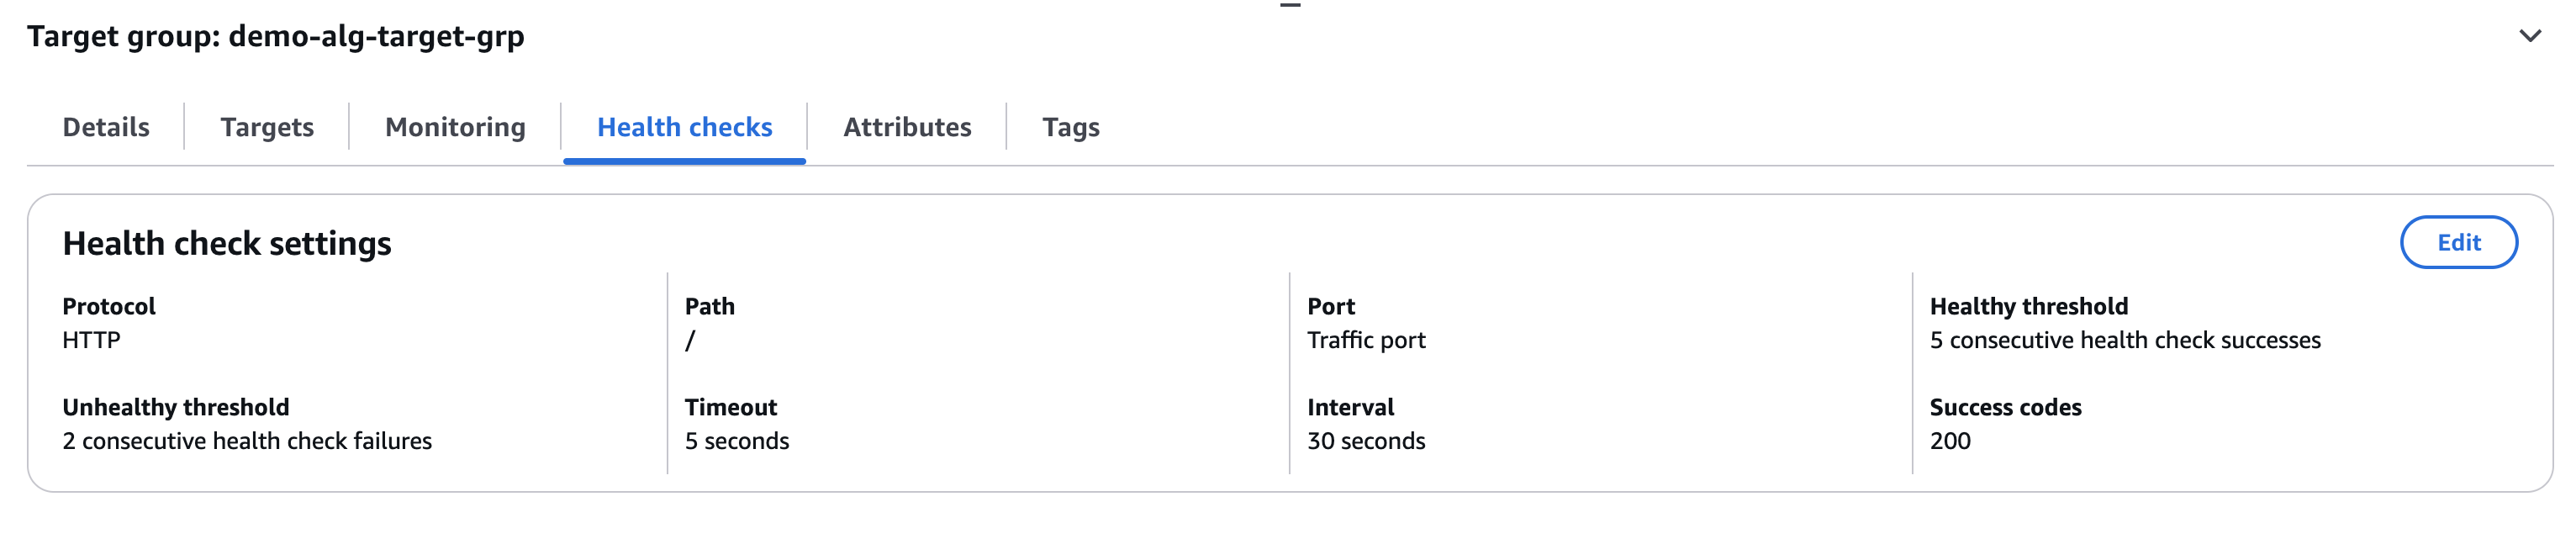 Target group: demo-alg-target-grp
Details
Targets
Monitoring
Health checks
Attributes
Tags
Health check settings
Edit
Protocol
HTTP
Path
/
Port
Traffic port
Healthy threshold
5 consecutive health check successes
Unhealthy threshold
2 consecutive health check failures
Timeout
5 seconds
Interval
30 seconds
Success codes
200